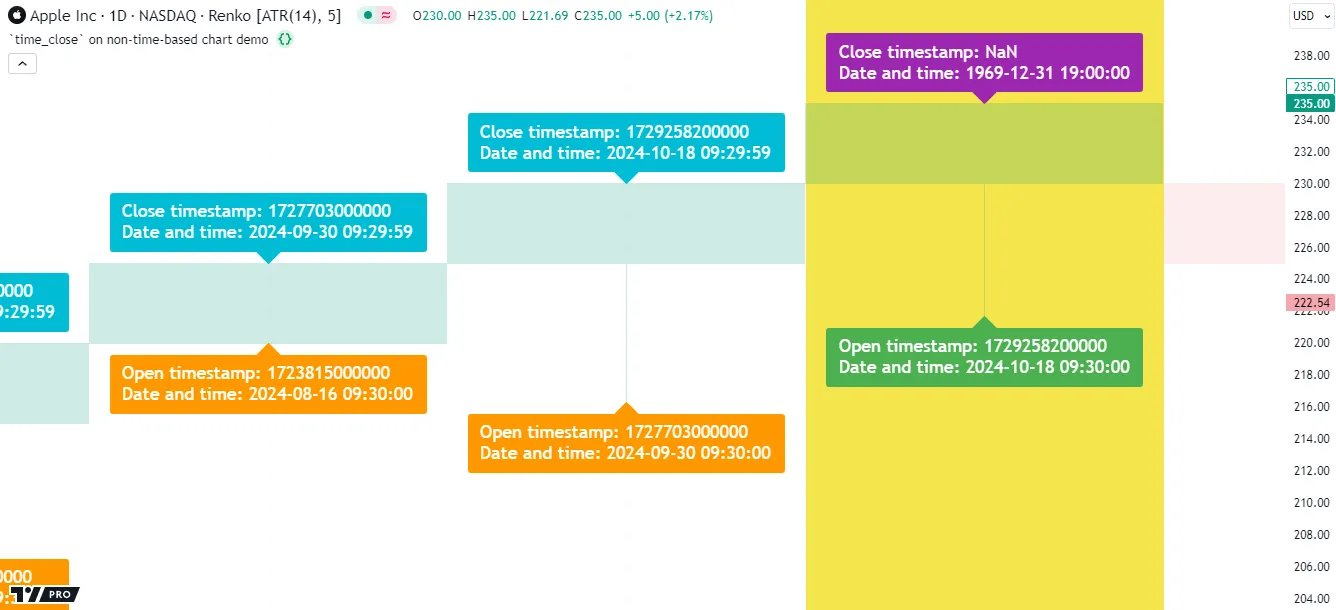 Apple Inc · 1D · NASDAQ · Renko [ATR(14), 5] O230.00 H235.00 L221.69 C235.00 +5.00 (+2.17%)
`time_close` on non-time-based chart demo {}
USD
Close timestamp: NaN
Date and time: 1969-12-31 19:00:00
Close timestamp: 1729258200000
Date and time: 2024-10-18 09:29:59
Close timestamp: 1727703000000
Date and time: 2024-09-30 09:29:59
0000
9:29:59
Open timestamp: 1729258200000
Date and time: 2024-10-18 09:30:00
Open timestamp: 1723815000000
Date and time: 2024-08-16 09:30:00
Open timestamp: 1727703000000
Date and time: 2024-09-30 09:30:00
0000
PRO
238.00
235.00
235.00
234.00
232.00
230.00
228.00
226.00
224.00
222.54
222.00
220.00
218.00
216.00
214.00
212.00
210.00
208.00
206.00
204.00